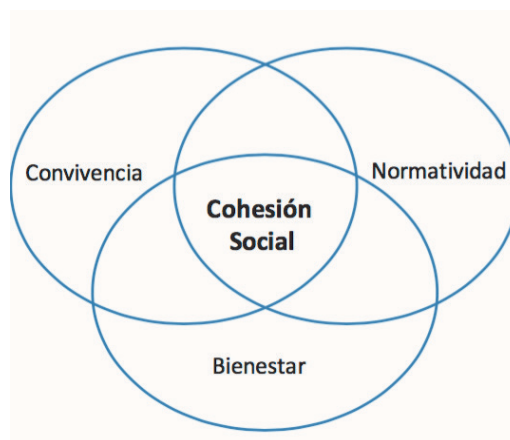 Convivencia
Normatividad
Cohesión
Social
Bienestar